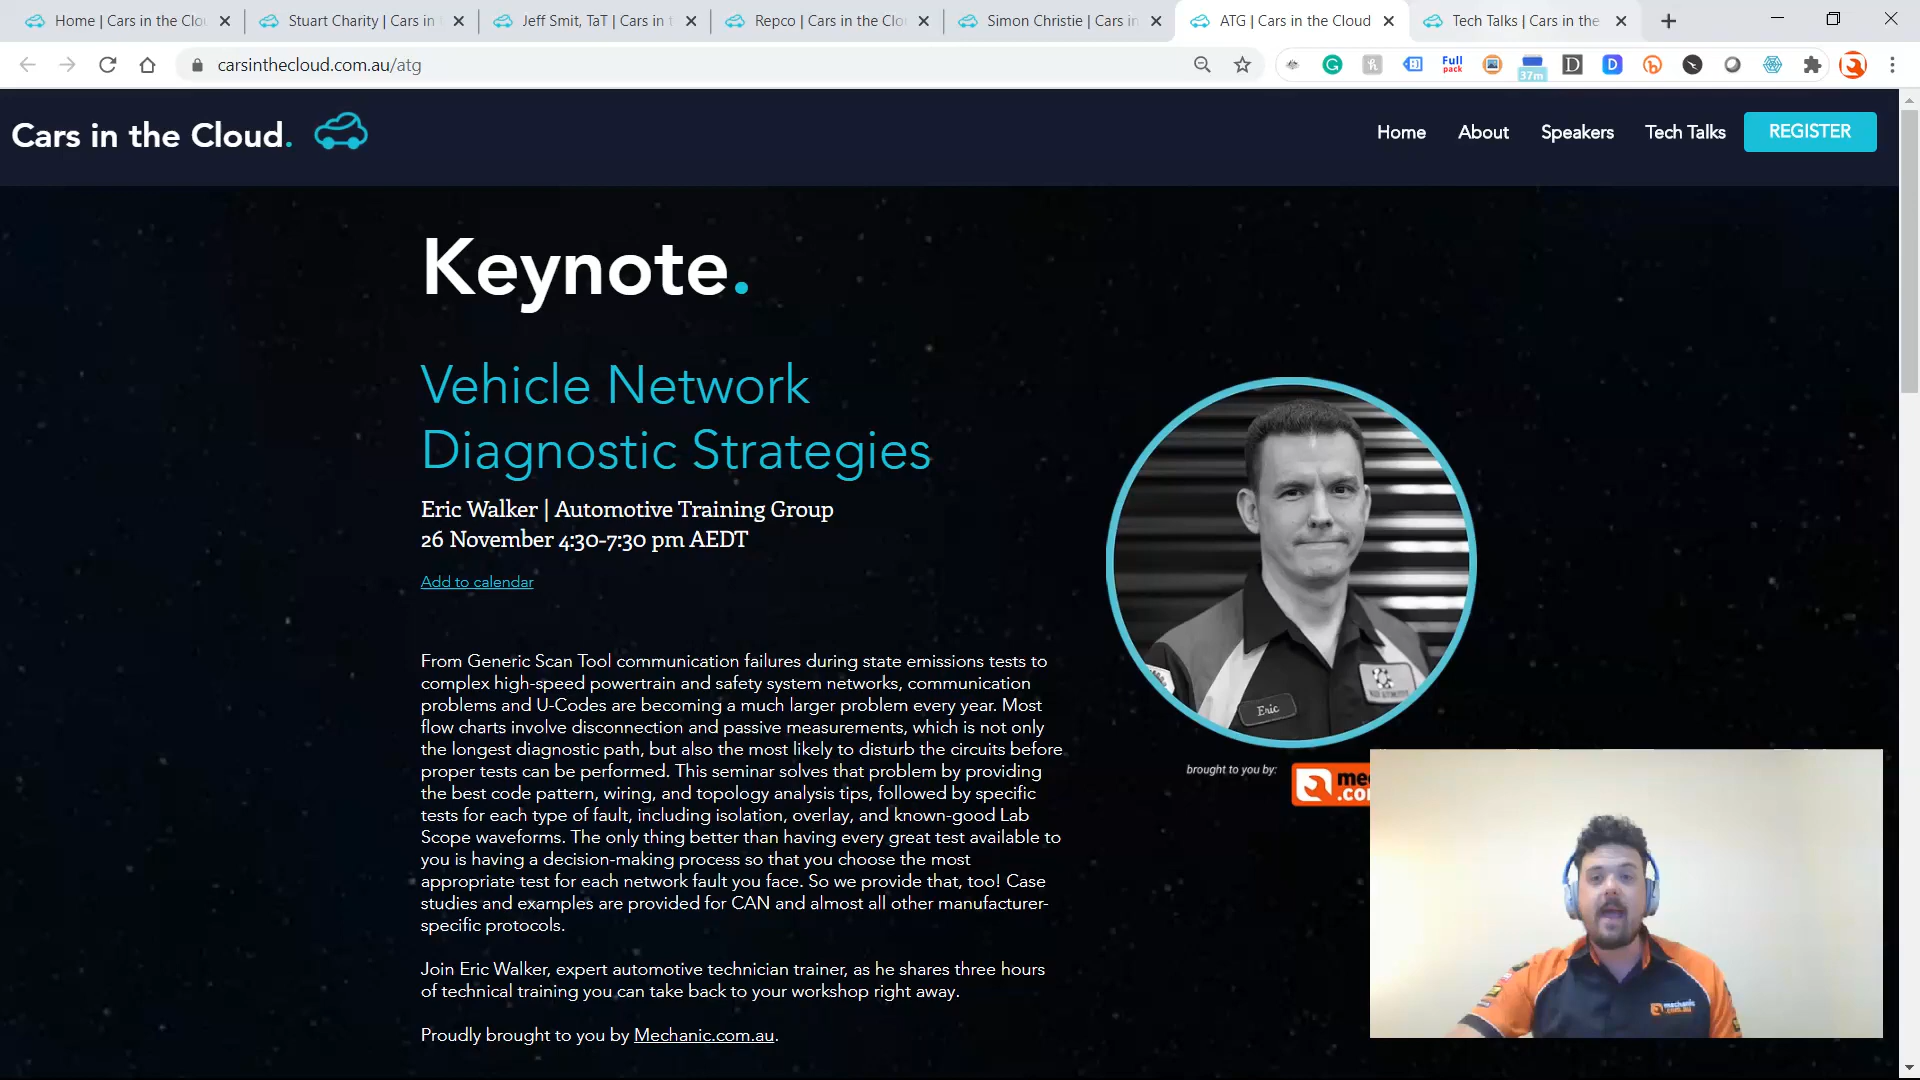 Home | Cars in the Clou
Stuart Charity | Cars in
Jeff Smit, TaT | Cars in t
Repco | Cars in the Clo
Simon Christie | Cars in
ATG | Cars in the Cloud
Tech Talks | Cars in the
carsinthecloud.com.au/atg
Full
pack
37m
Cars in the Cloud.
Home
About
Speakers
Tech Talks
REGISTER
Keynote.
Vehicle Network
Diagnostic Strategies
Eric Walker | Automotive Training Group
26 November 4:30-7:30 pm AEDT
Add to calendar
From Generic Scan Tool communication failures during state emissions tests to
complex high-speed powertrain and safety system networks, communication
problems and U-Codes are becoming a much larger problem every year. Most
flow charts involve disconnection and passive measurements, which is not only
the longest diagnostic path, but also the most likely to disturb the circuits before
proper tests can be performed. This seminar solves that problem by providing
the best code pattern, wiring, and topology analysis tips, followed by specific
tests for each type of fault, including isolation, overlay, and known-good Lab
Scope waveforms. The only thing better than having every great test available to
you is having a decision-making process so that you choose the most
appropriate test for each network fault you face. So we provide that, too! Case
studies and examples are provided for CAN and almost all other manufacturer-
specific protocols.
Join Eric Walker, expert automotive technician trainer, as he shares three hours
of technical training you can take back to your workshop right away.
Proudly brought to you by Mechanic.com.au.
Eric
brought to you by:
me
.co
mechanic
.com.au